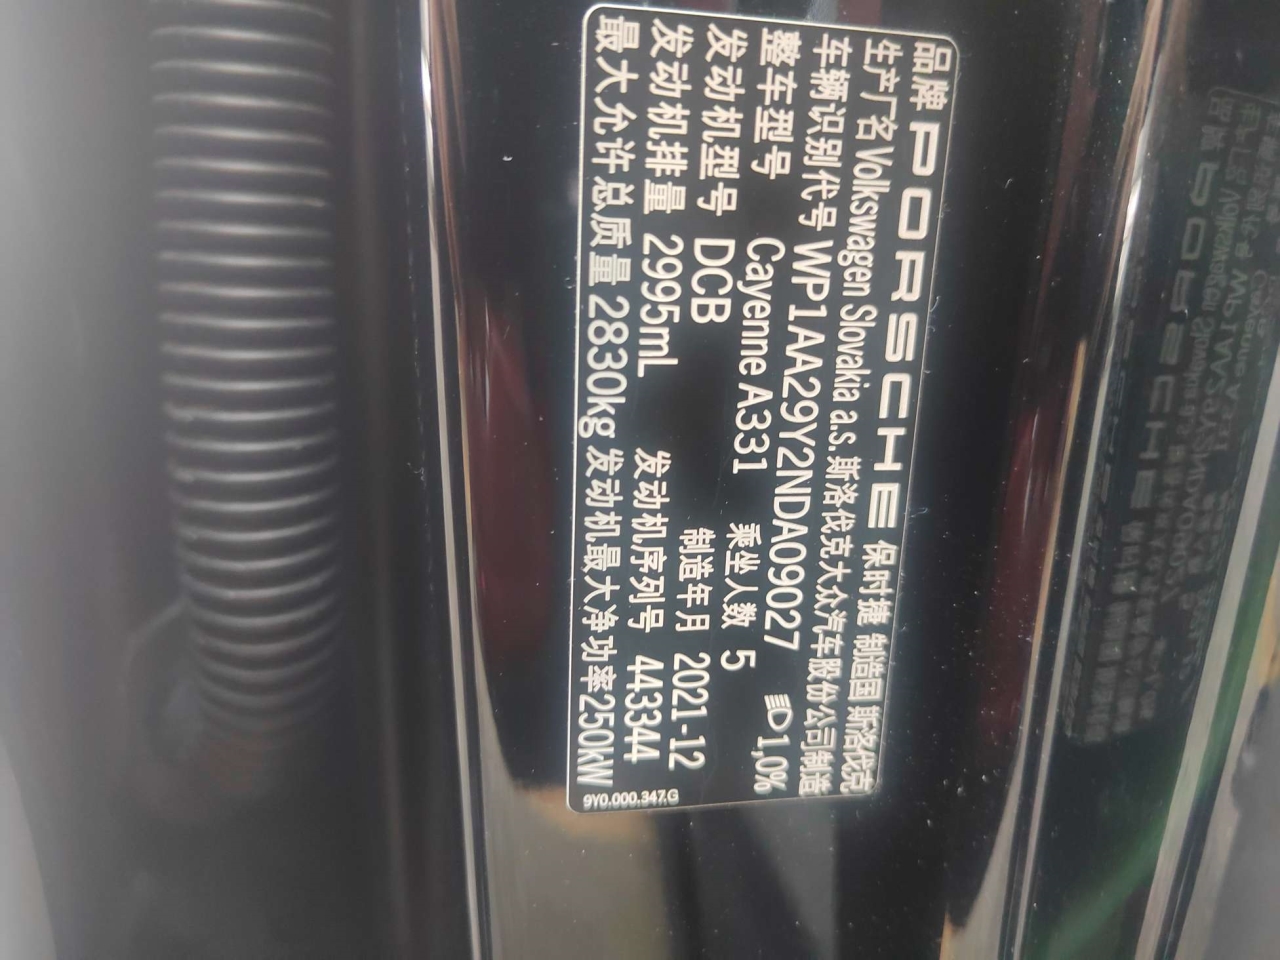 品牌 PORSCHE 保时捷 制造国 斯洛伐克
生产厂名 Volkswagen Slovakia a.s. 斯洛伐克大众汽车股份公司制造
车辆识别代号 WP1AA29Y2NDA09027
整车型号 Cayenne A331 乘坐人数 5 1,0%
发动机型号 DCB 制造年月 2021-12
发动机排量 2995mL 发动机序列号 443344
最大允许总质量 2830kg 发动机最大净功率250kW
9Y0.000.347.G